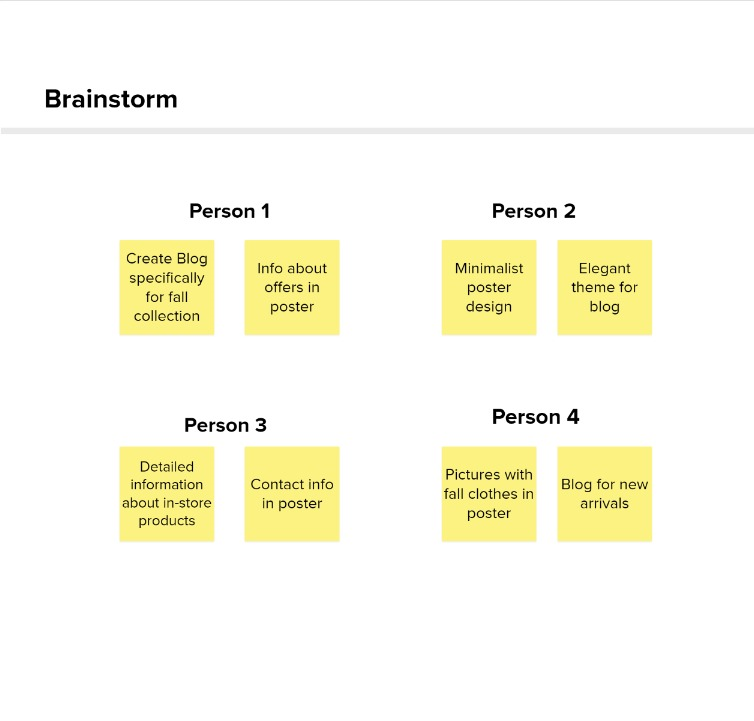 Brainstorm
Person 1
Create Blog
specifically
for fall
collection
Info about
offers in
poster
Person 2
Minimalist
poster
design
Elegant
theme for
blog
Person 3
Detailed
information
about in-store
products
Contact info
in poster
Person 4
Pictures with
fall clothes in
poster
Blog for new
arrivals